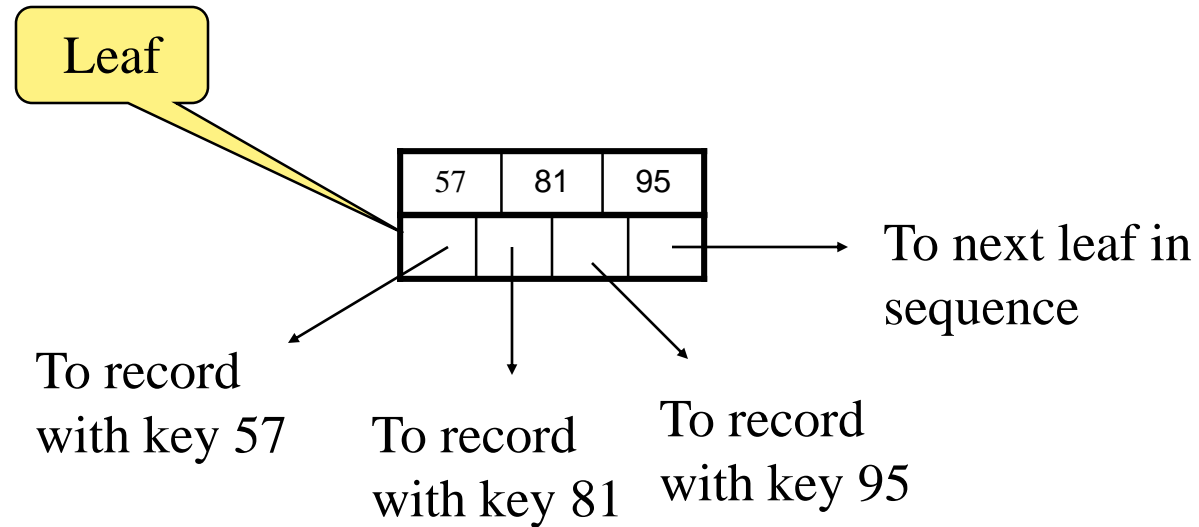 Leaf
57 81 95
To next leaf in
sequence
To record
with key 57
To record
with key 81
To record
with key 95